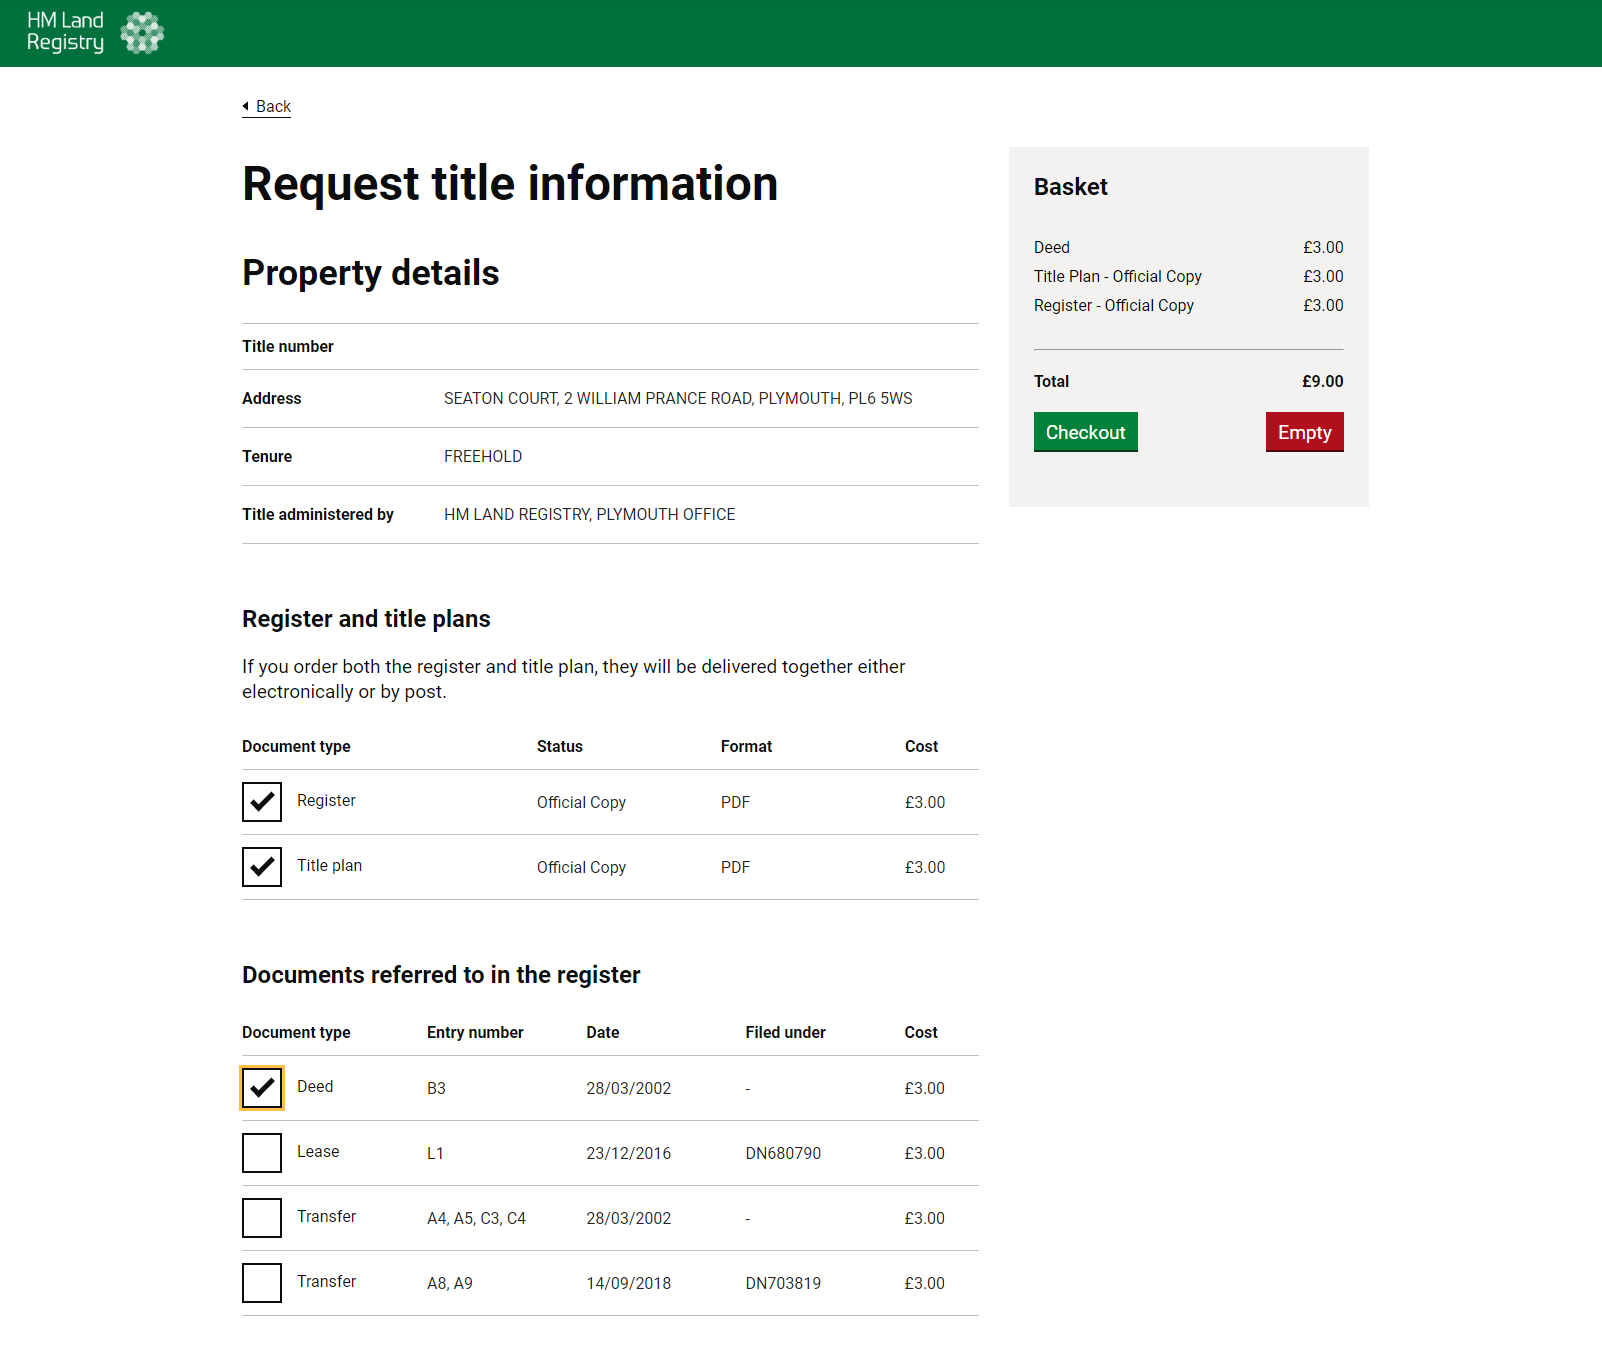 HM Land
Registry
Back
Request title information
Property details
Title number
Address SEATON COURT, 2 WILLIAM PRANCE ROAD, PLYMOUTH, PL6 5WS
Tenure FREEHOLD
Title administered by HM LAND REGISTRY, PLYMOUTH OFFICE
Register and title plans
If you order both the register and title plan, they will be delivered together either
electronically or by post.
Document type Status Format Cost
Register Official Copy PDF £3.00
Title plan Official Copy PDF £3.00
Documents referred to in the register
Document type Entry number Date Filed under Cost
Deed B3 28/03/2002 - £3.00
Lease L1 23/12/2016 DN680790 £3.00
Transfer A4, A5, C3, C4 28/03/2002 - £3.00
Transfer A8, A9 14/09/2018 DN703819 £3.00
Basket
Deed £3.00
Title Plan - Official Copy £3.00
Register - Official Copy £3.00
Total £9.00
Checkout Empty